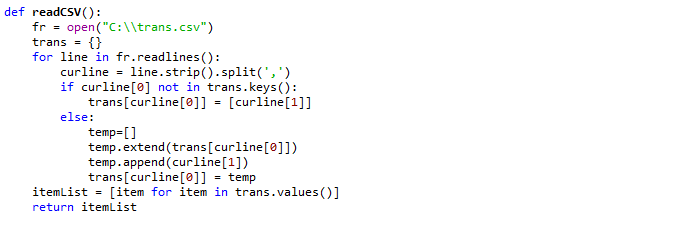 def readCSV():
    fr = open("C:\\trans.csv")
    trans = {}
    for line in fr.readlines():
        curline = line.strip().split(',')
        if curline[0] not in trans.keys():
            trans[curline[0]] = [curline[1]]
        else:
            temp=[]
            temp.extend(trans[curline[0]])
            temp.append(curline[1])
            trans[curline[0]] = temp
    itemList = [item for item in trans.values()]
    return itemList